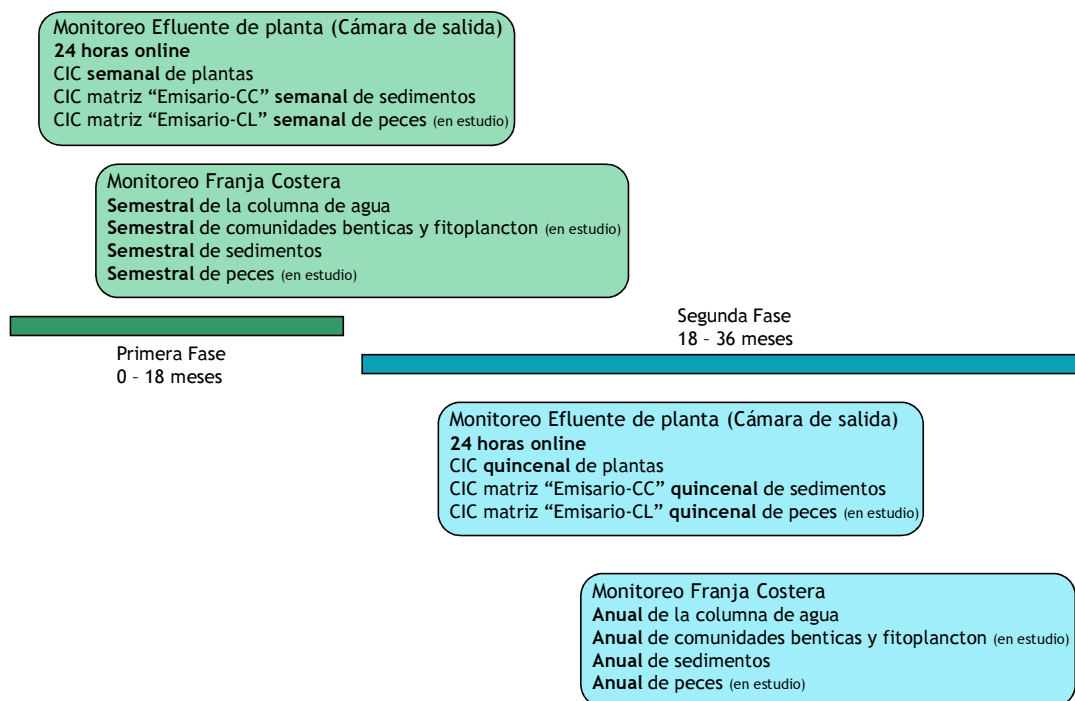 Monitoreo Efluente de planta (Cámara de salida)
24 horas online
CIC semanal de plantas
CIC matriz “Emisario-CC” semanal de sedimentos
CIC matriz “Emisario-CL” semanal de peces (en estudio)
Monitoreo Franja Costera
Semestral de la columna de agua
Semestral de comunidades benticas y fitoplancton (en estudio)
Semestral de sedimentos
Semestral de peces (en estudio)
Primera Fase
0 - 18 meses
Segunda Fase
18 - 36 meses
Monitoreo Efluente de planta (Cámara de salida)
24 horas online
CIC quincenal de plantas
CIC matriz “Emisario-CC” quincenal de sedimentos
CIC matriz “Emisario-CL” quincenal de peces (en estudio)
Monitoreo Franja Costera
Anual de la columna de agua
Anual de comunidades benticas y fitoplancton (en estudio)
Anual de sedimentos
Anual de peces (en estudio)